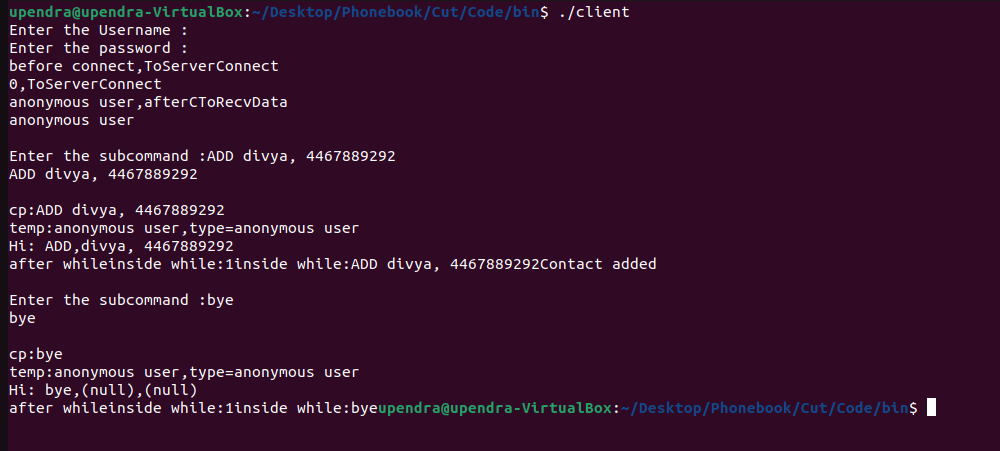 upendra@upendra-VirtualBox:~/Desktop/Phonebook/Cut/Code/bin$ ./client
Enter the Username :
Enter the password :
before connect,ToServerConnect
0,ToServerConnect
anonymous user,afterCToRecvData
anonymous user
Enter the subcommand :ADD divya, 4467889292
ADD divya, 4467889292
cp:ADD divya, 4467889292
temp:anonymous user,type=anonymous user
Hi: ADD,divya, 4467889292
after whileinside while:1inside while:ADD divya, 4467889292Contact added
Enter the subcommand :bye
bye
cp:bye
temp:anonymous user,type=anonymous user
Hi: bye,(null),(null)
after whileinside while:1inside while:byeupendra@upendra-VirtualBox:~/Desktop/Phonebook/Cut/Code/bin$